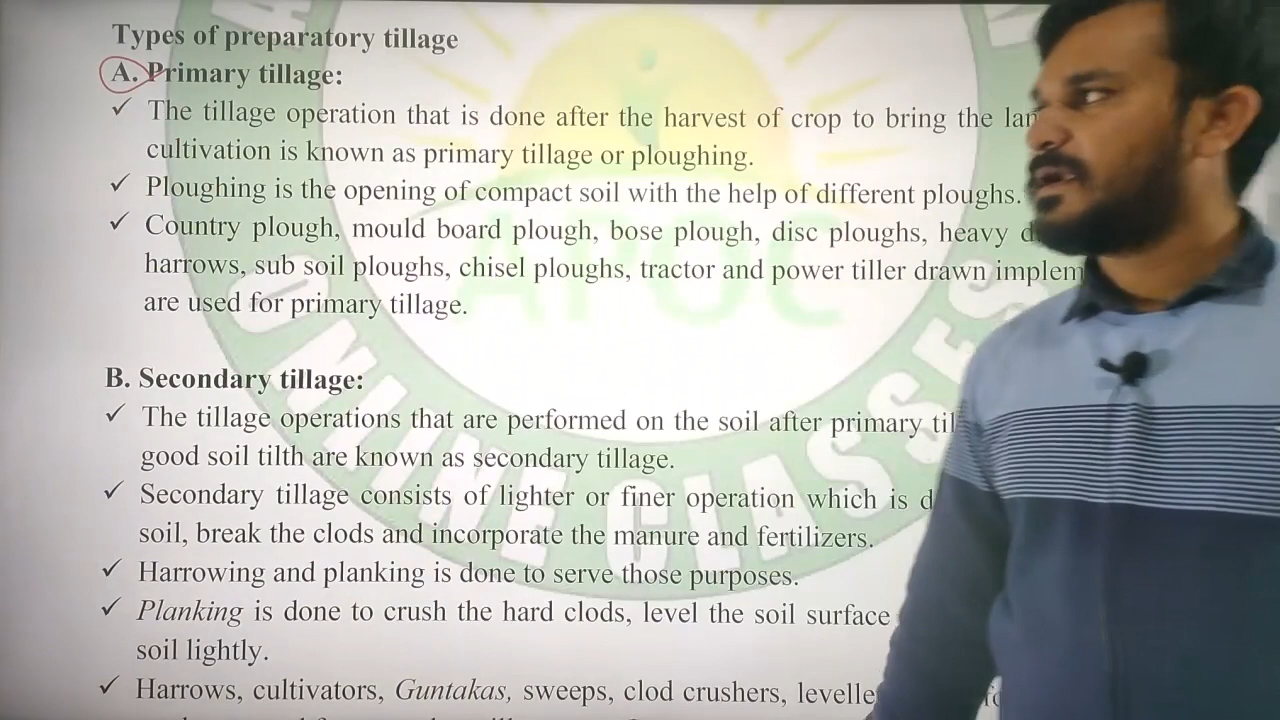 Types of preparatory tillage
A. Primary tillage:
✓ The tillage operation that is done after the harvest of crop to bring the
cultivation is known as primary tillage or ploughing.
✓ Ploughing is the opening of compact soil with the help of different ploughs.
✓ Country plough, mould board plough, bose plough, disc ploughs, heavy
harrows, sub soil ploughs, chisel ploughs, tractor and power tiller drawn
are used for primary tillage.
B. Secondary tillage:
✓ The tillage operations that are performed on the soil after primary
good soil tilth are known as secondary tillage.
✓ Secondary tillage consists of lighter or finer operation which is
soil, break the clods and incorporate the manure and fertilizers.
✓ Harrowing and planking is done to serve those purposes.
✓ Planking is done to crush the hard clods, level the soil surface
soil lightly.
✓ Harrows, cultivators, Guntakas, sweeps, clod crushers,
APOC
ONLINE CLASSES